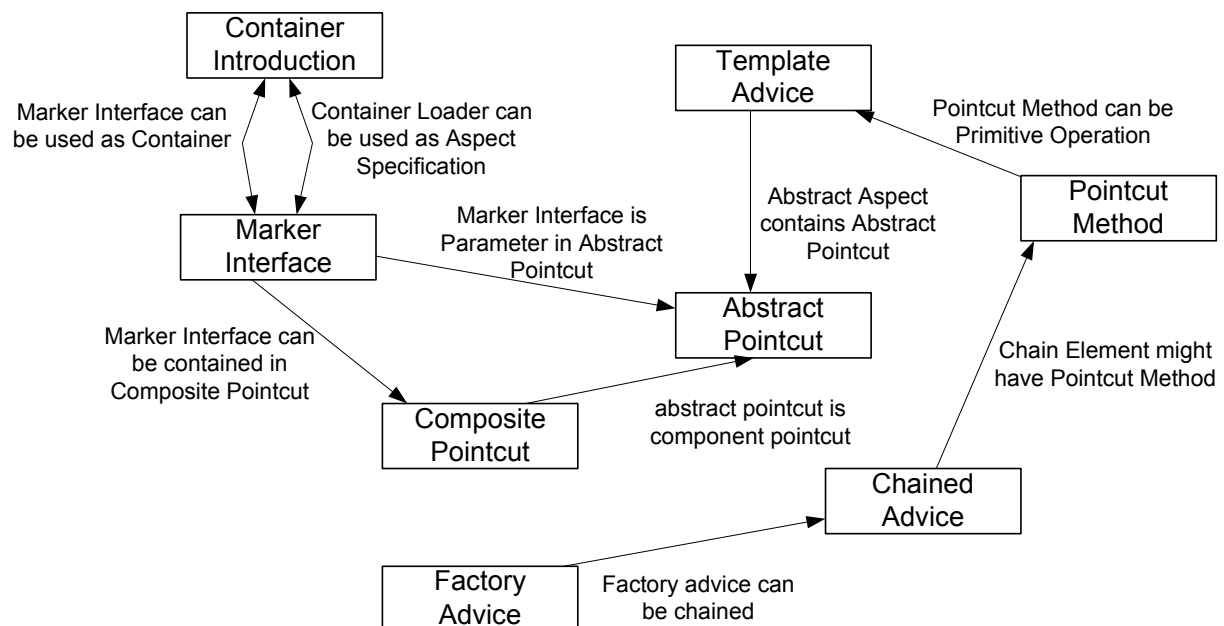 Container
Introduction
Template
Advice
Marker Interface can
be used as Container
Container Loader can
be used as Aspect
Specification
Pointcut Method can be
Primitive Operation
Marker
Interface
Marker Interface is
Parameter in Abstract
Pointcut
Abstract Aspect
contains Abstract
Pointcut
Pointcut
Method
Abstract
Pointcut
Marker Interface can
be contained in
Composite Pointcut
Chain Element might
have Pointcut Method
Composite
Pointcut
abstract pointcut is
component pointcut
Chained
Advice
Factory
Advice
Factory advice can
be chained